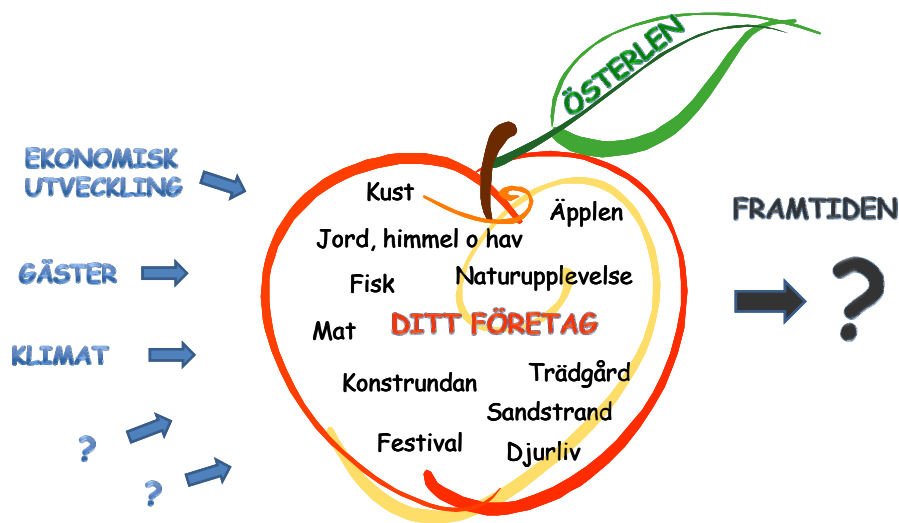 ÖSTERLEN
EKONOMISK
UTVECKLING
GÄSTER
KLIMAT
?
?
Kust
Äpplen
Jord, himmel o hav
Fisk
Naturupplevelse
Mat
DITT FÖRETAG
Trädgård
Konstrundan
Sandstrand
Festival
Djurliv
FRAMTIDEN
?